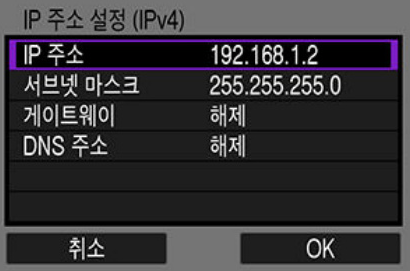 IP 주소 설정 (IPv4)
IP 주소 192.168.1.2
서브넷 마스크 255.255.255.0
게이트웨이 해제
DNS 주소 해제
취소 OK